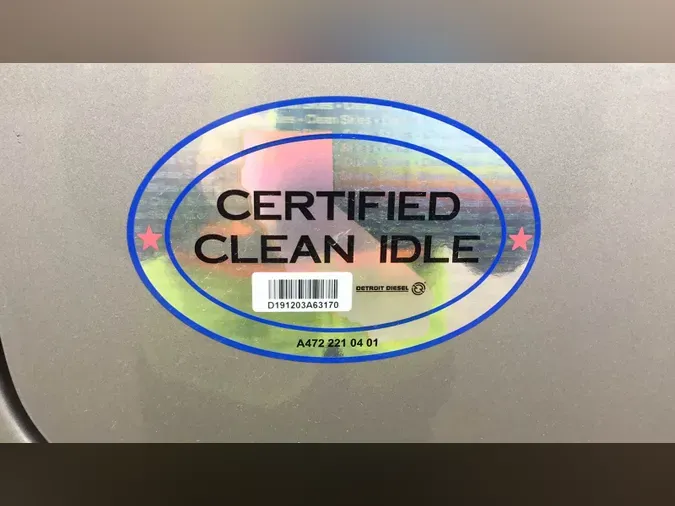 CERTIFIED
CLEAN IDLE
D191203A63170
DETROIT DIESEL
A472 221 04 01